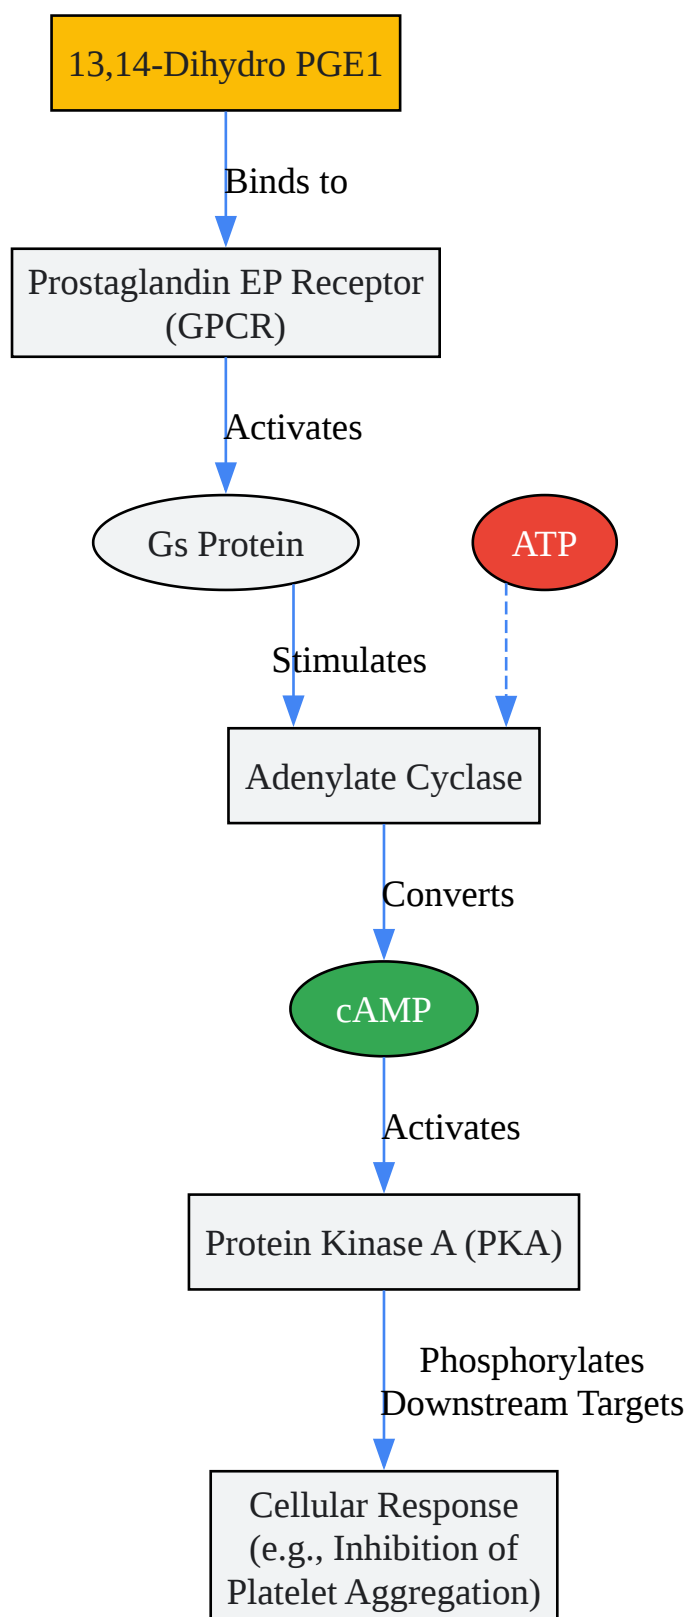 13,14-Dihydro PGE1
Binds to
Prostaglandin EP Receptor
(GPCR)
Activates
Gs Protein
ATP
Stimulates
Adenylate Cyclase
Converts
cAMP
Activates
Protein Kinase A (PKA)
Phosphorylates
Downstream Targets
Cellular Response
(e.g., Inhibition of
Platelet Aggregation)